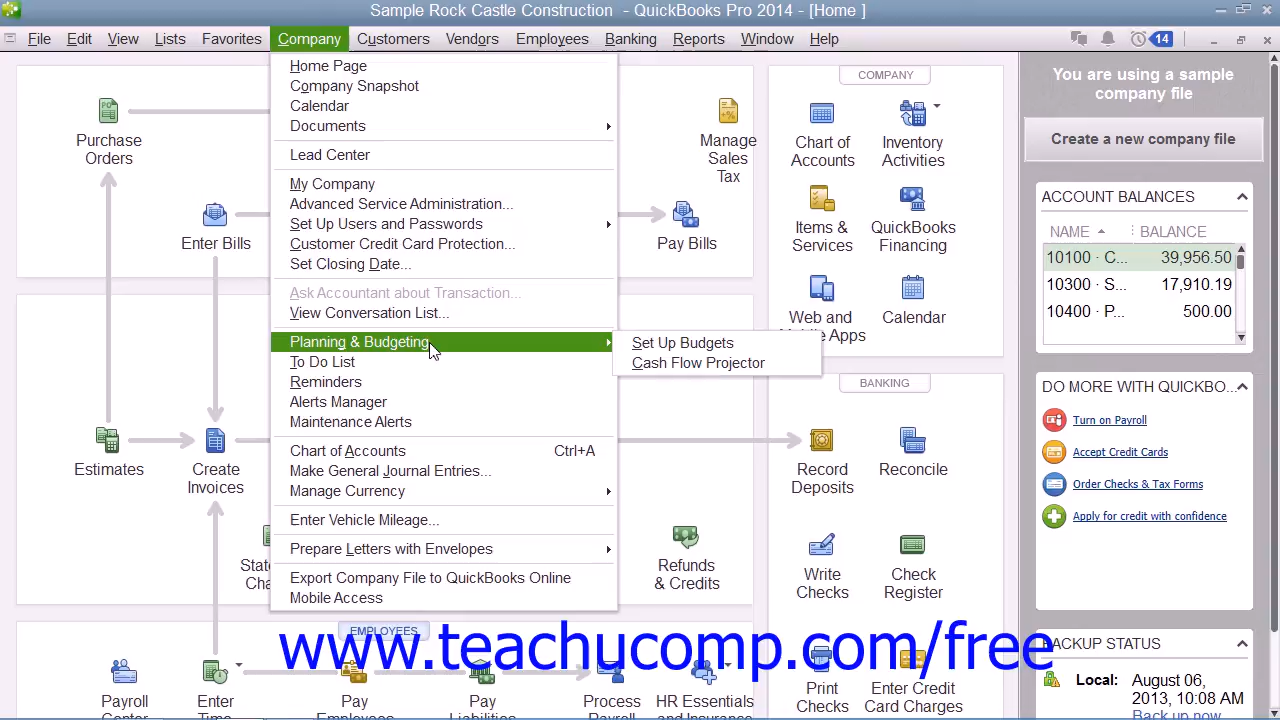 Sample Rock Castle Construction - QuickBooks Pro 2014 - [Home ]
File Edit View Lists Favorites Company Customers Vendors Employees Banking Reports Window Help 14
Home Page
Company Snapshot
Calendar
Documents
Lead Center
My Company
Advanced Service Administration...
Set Up Users and Passwords
Customer Credit Card Protection...
Set Closing Date...
Ask Accountant about Transaction...
View Conversation List...
Planning & Budgeting
Set Up Budgets
Cash Flow Projector
To Do List
Reminders
Alerts Manager
Maintenance Alerts
Chart of Accounts Ctrl+A
Make General Journal Entries...
Manage Currency
Enter Vehicle Mileage...
Prepare Letters with Envelopes
Export Company File to QuickBooks Online
Mobile Access
Purchase
Orders
Enter Bills
Estimates
Create
Invoices
Manage
Sales
Tax
Pay Bills
Refunds
& Credits
EMPLOYEES
Payroll
Enter
Pay
Employees
Pay
Liabilities
Process
Payroll
HR Essentials
and Insurance
COMPANY
Chart of
Accounts
Inventory
Activities
Items &
Services
QuickBooks
Financing
Web and
Apps
Calendar
BANKING
Record
Deposits
Reconcile
Write
Checks
Check
Register
Print
Checks
Enter Credit
Card Charges
You are using a sample
company file
Create a new company file
ACCOUNT BALANCES
NAME BALANCE
10100 · C... 39,956.50
10300 · S... 17,910.19
10400 · P... 500.00
DO MORE WITH QUICKBO...
Turn on Payroll
Accept Credit Cards
Order Checks & Tax Forms
Apply for credit with confidence
BACKUP STATUS
Local: August 06,
2013, 10:08 AM
Back up now
www.teachucomp.com/free